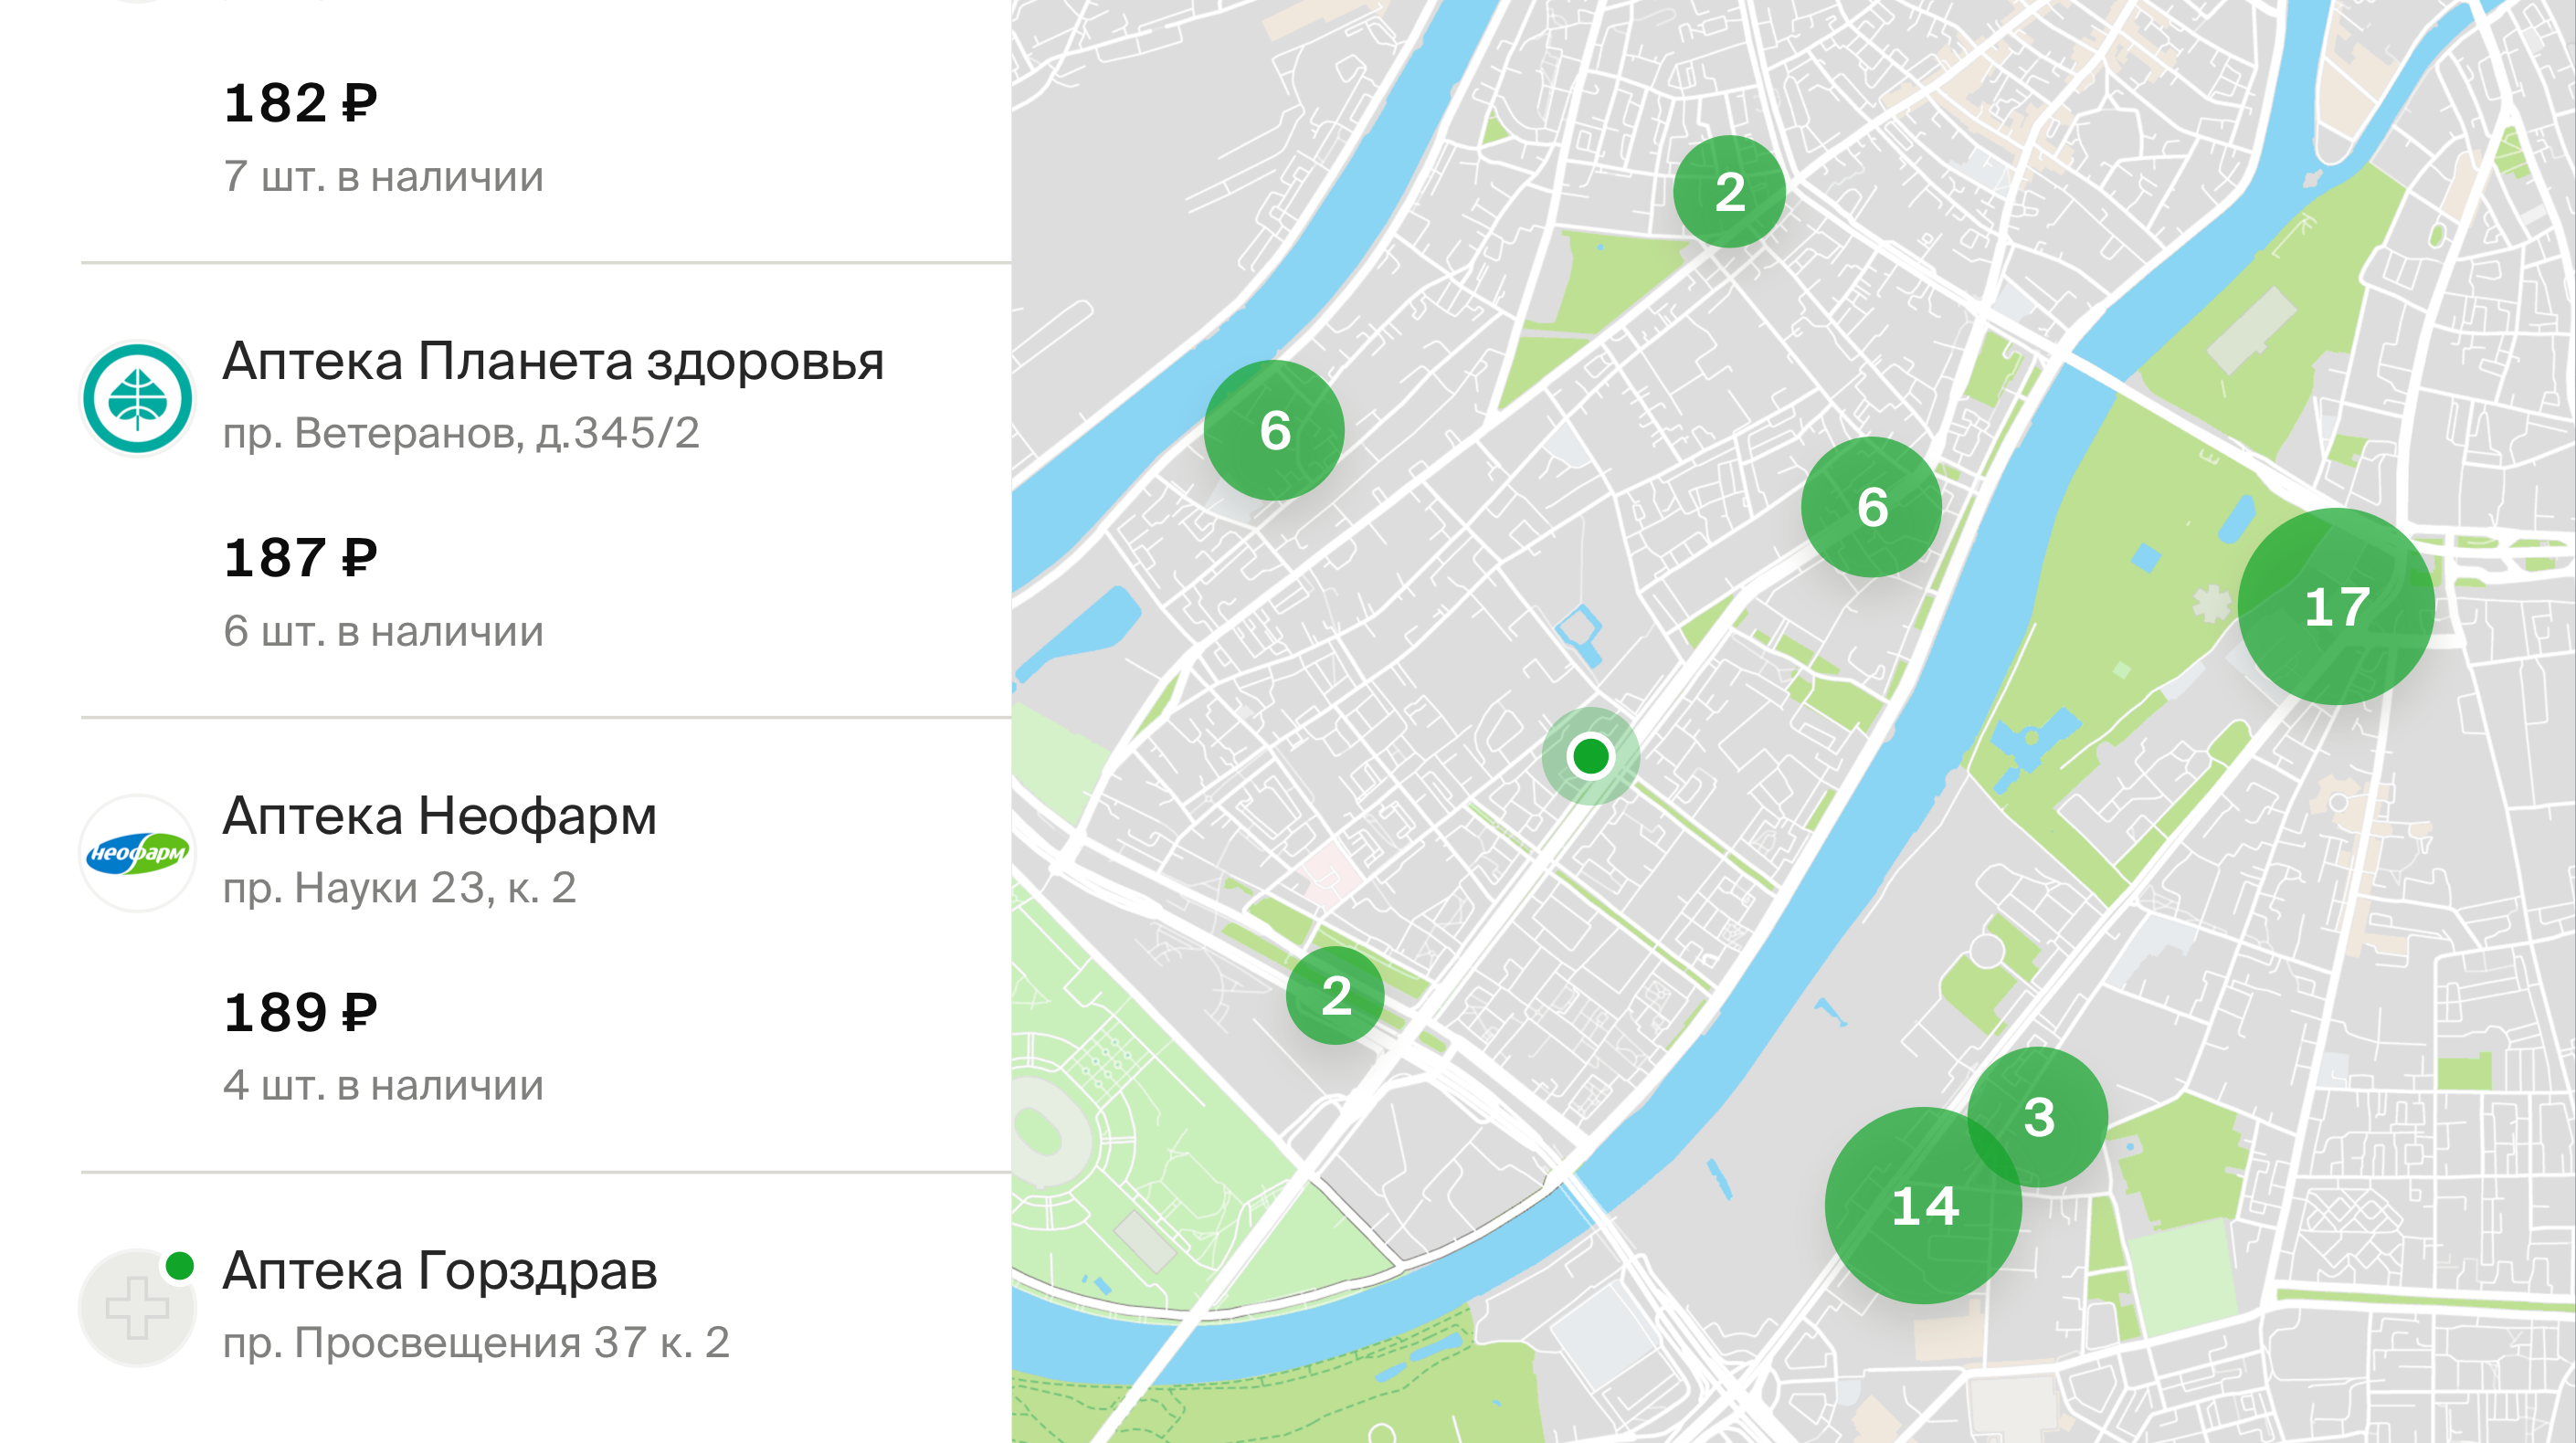 182 ₽
7 шт. в наличии
Аптека Планета здоровья
пр. Ветеранов, д.345/2
187 ₽
6 шт. в наличии
неофарм
Аптека Неофарм
пр. Науки 23, к. 2
189 ₽
4 шт. в наличии
Аптека Горздрав
пр. Просвещения 37 к. 2
2
6
6
17
2
3
14